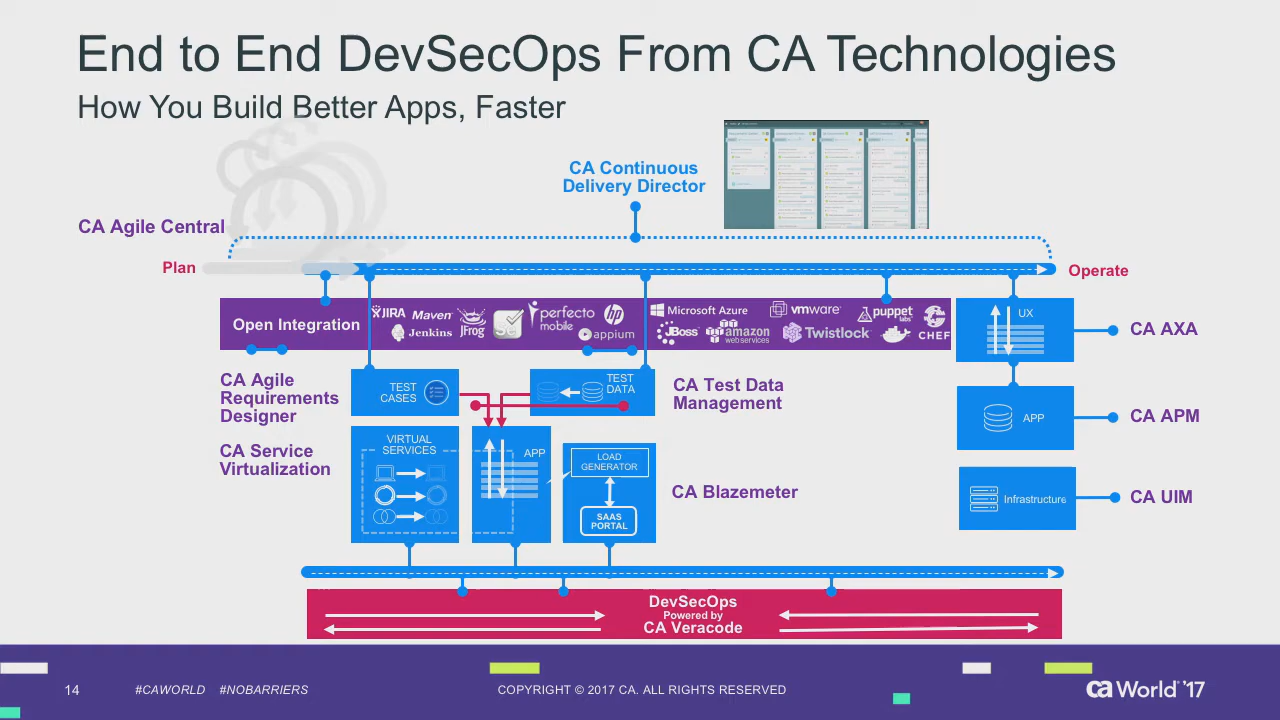 End to End DevSecOps From CA Technologies
How You Build Better Apps, Faster
CA Continuous
Delivery Director
CA Agile Central
Plan
Operate
Open Integration
JIRA
Maven
Jenkins
JFrog
Se
perfecto
mobile
hp
appium
Microsoft Azure
JBoss
amazon
webservices
vmware
Twistlock
puppet
labs
CHEF
UX
CA AXA
CA Agile
Requirements
Designer
TEST
CASES
TEST
DATA
CA Test Data
Management
APP
CA APM
CA Service
Virtualization
VIRTUAL
SERVICES
APP
LOAD
GENERATOR
SAAS
PORTAL
CA Blazemeter
Infrastructure
CA UIM
DevSecOps
Powered by
CA Veracode
14
#CAWORLD #NOBARRIERS
COPYRIGHT © 2017 CA. ALL RIGHTS RESERVED
ca World '17